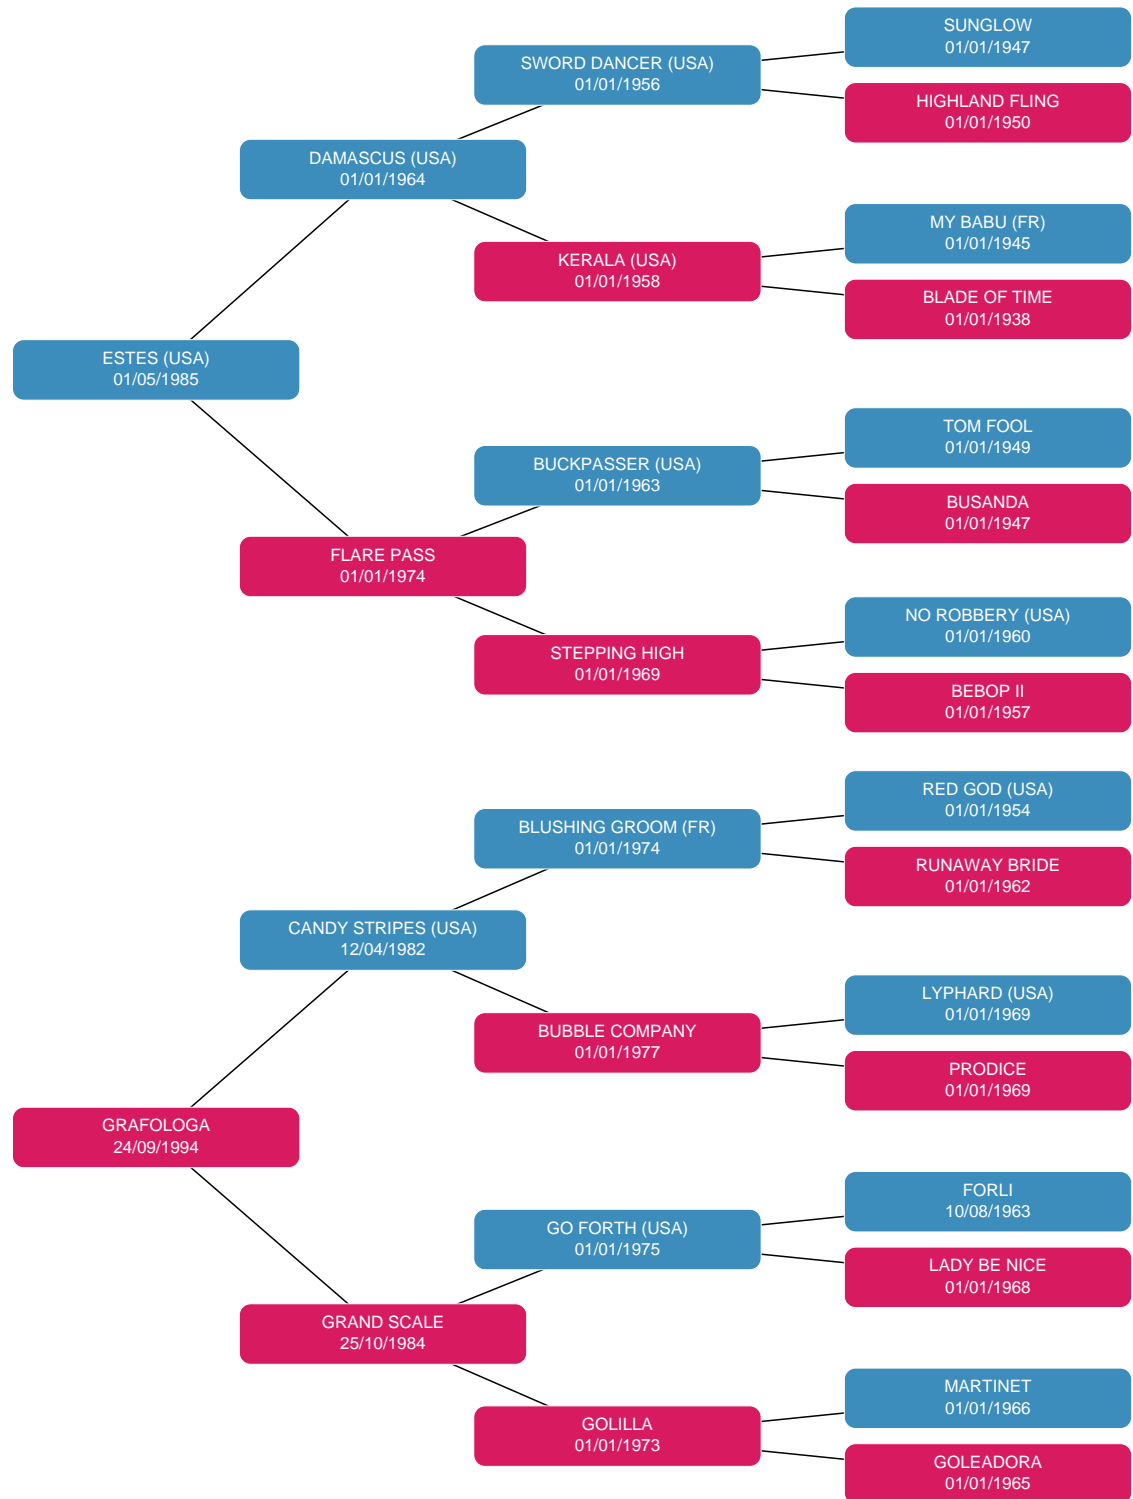 SUNGLOW
01/01/1947
SWORD DANCER (USA)
01/01/1956
HIGHLAND FLING
01/01/1950
DAMASCUS (USA)
01/01/1964
MY BABU (FR)
01/01/1945
KERALA (USA)
01/01/1958
BLADE OF TIME
01/01/1938
ESTES (USA)
01/05/1985
TOM FOOL
01/01/1949
BUCKPASSER (USA)
01/01/1963
BUSANDA
01/01/1947
FLARE PASS
01/01/1974
NO ROBBERY (USA)
01/01/1960
STEPPING HIGH
01/01/1969
BEBOP II
01/01/1957
RED GOD (USA)
01/01/1954
BLUSHING GROOM (FR)
01/01/1974
RUNAWAY BRIDE
01/01/1962
CANDY STRIPES (USA)
12/04/1982
LYPHARD (USA)
01/01/1969
BUBBLE COMPANY
01/01/1977
PRODICE
01/01/1969
GRAFOLOGA
24/09/1994
FORLI
10/08/1963
GO FORTH (USA)
01/01/1975
LADY BE NICE
01/01/1968
GRAND SCALE
25/10/1984
MARTINET
01/01/1966
GOLILLA
01/01/1973
GOLEADORA
01/01/1965